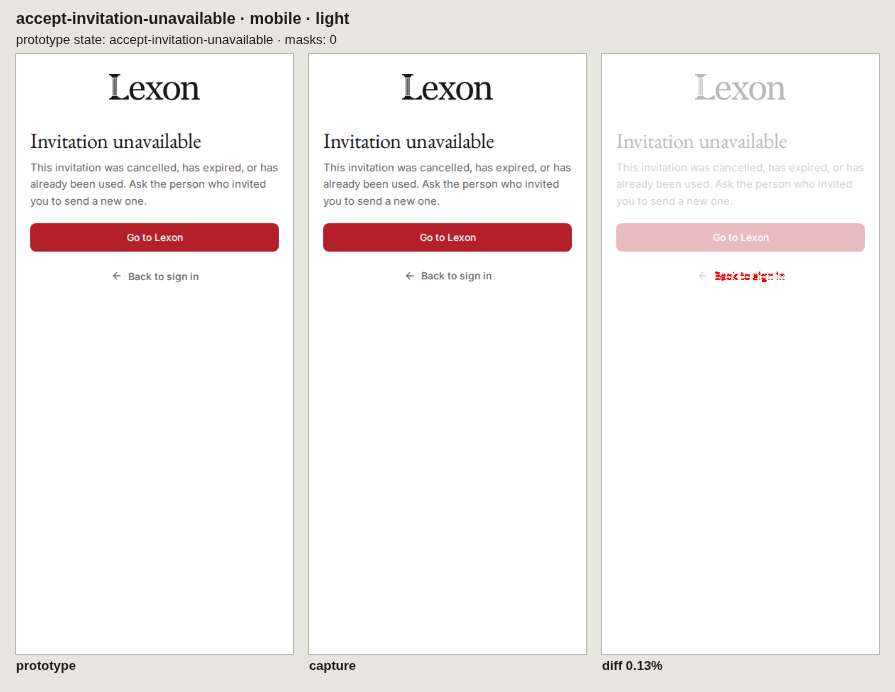 accept-invitation-unavailable · mobile · light
prototype state: accept-invitation-unavailable · masks: 0
Lexon
Invitation unavailable
This invitation was cancelled, has expired, or has
already been used. Ask the person who invited
you to send a new one.
Go to Lexon
← Back to sign in
prototype
Lexon
Invitation unavailable
This invitation was cancelled, has expired, or has
already been used. Ask the person who invited
you to send a new one.
Go to Lexon
← Back to sign in
capture
Lexon
Invitation unavailable
This invitation was cancelled, has expired, or has
already been used. Ask the person who invited
you to send a new one.
Go to Lexon
← Back to sign in
diff 0.13%